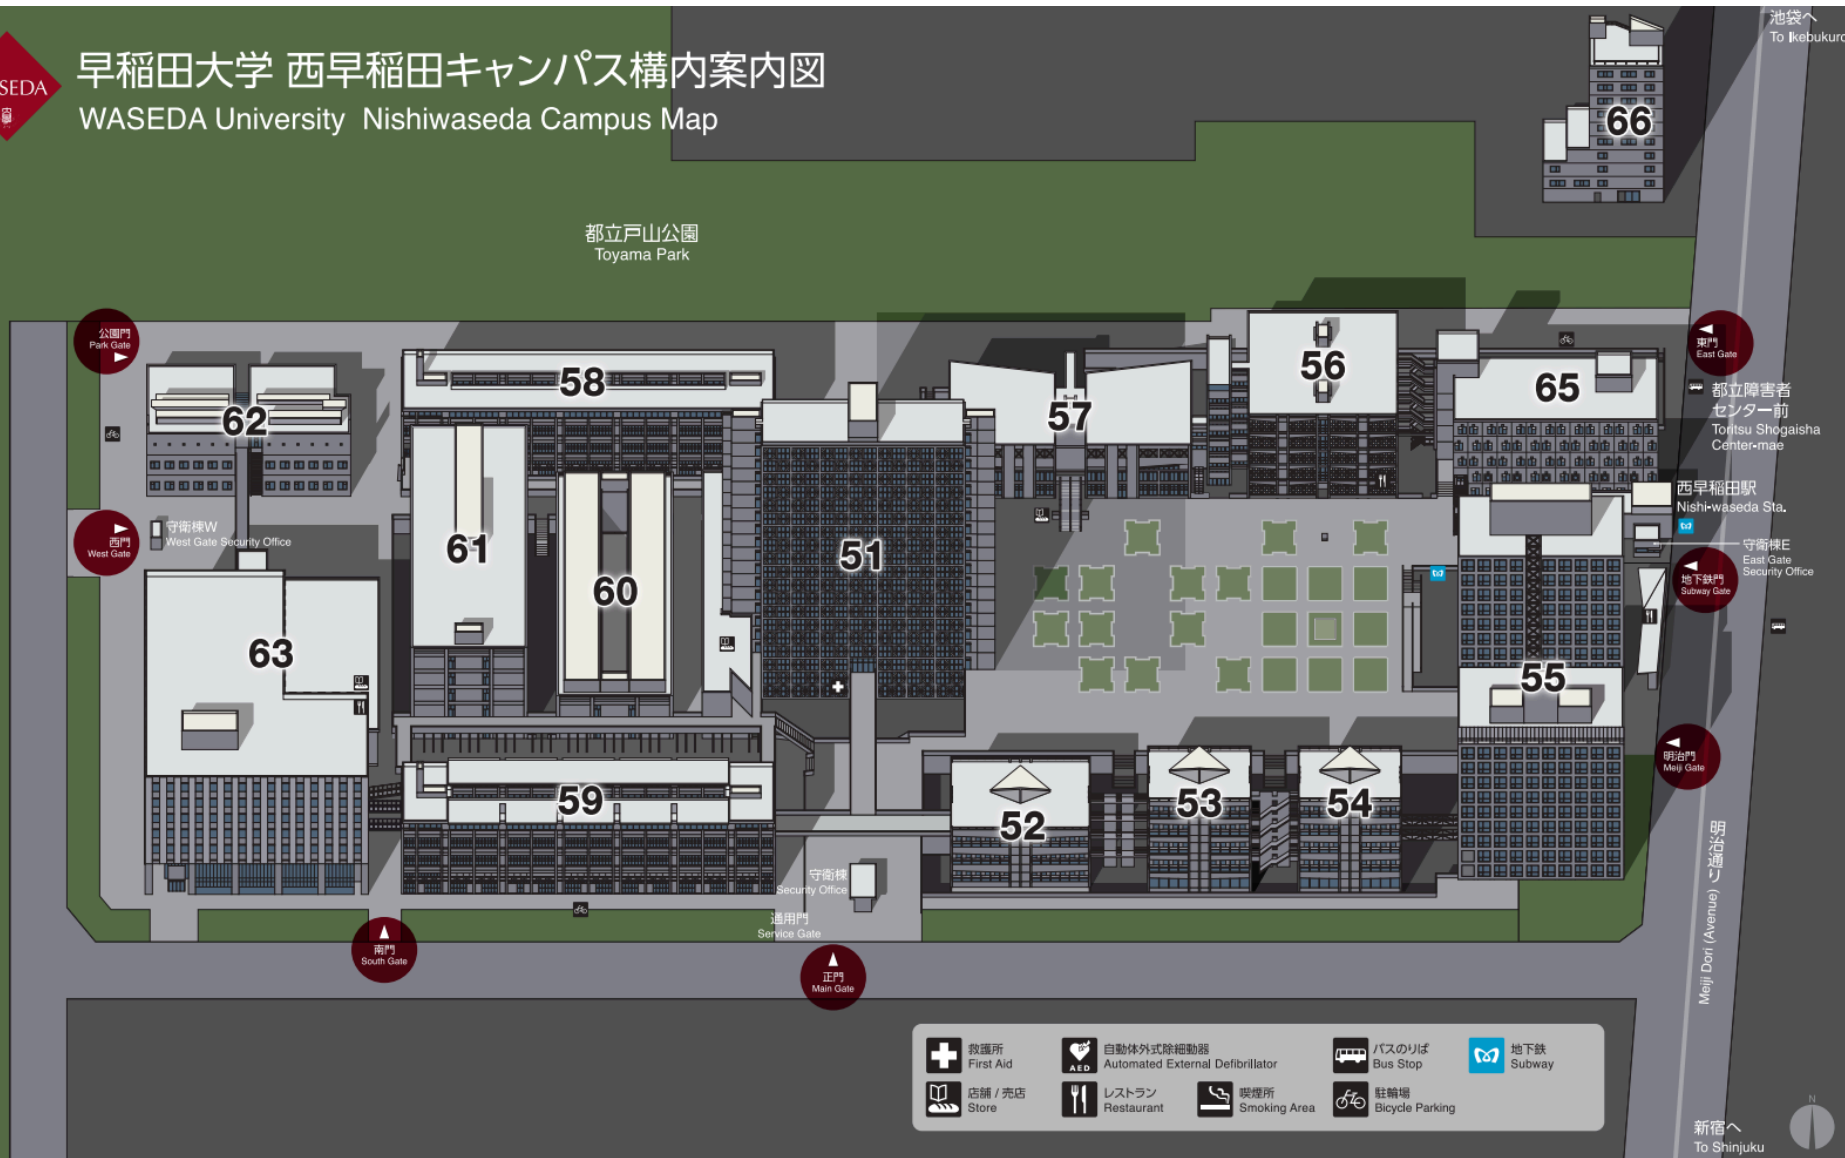 SEDA
早稲田大学 西早稲田キャンパス構内案内図
WASEDA University Nishiwaseda Campus Map
池袋へ
To Ikebukuro
66
都立戸山公園
Toyama Park
公園門
Park Gate
東門
East Gate
58
57
56
65
62
都立障害者
センター前
Toritsu Shogaisha
Center-mae
西早稲田駅
Nishi-waseda Sta.
守衛棟W
West Gate Security Office
西門
West Gate
61
60
51
守衛棟E
East Gate
Security Office
地下鉄門
Subway Gate
63
55
明治門
Meiji Gate
59
52
53
54
明治通り
Meiji Dori (Avenue)
守衛棟
Security Office
通用門
Service Gate
南門
South Gate
正門
Main Gate
救護所
First Aid
AED
自動体外式除細動器
Automated External Defibrillator
バスのりば
Bus Stop
地下鉄
Subway
店舗 / 売店
Store
レストラン
Restaurant
喫煙所
Smoking Area
駐輪場
Bicycle Parking
新宿へ
To Shinjuku
N